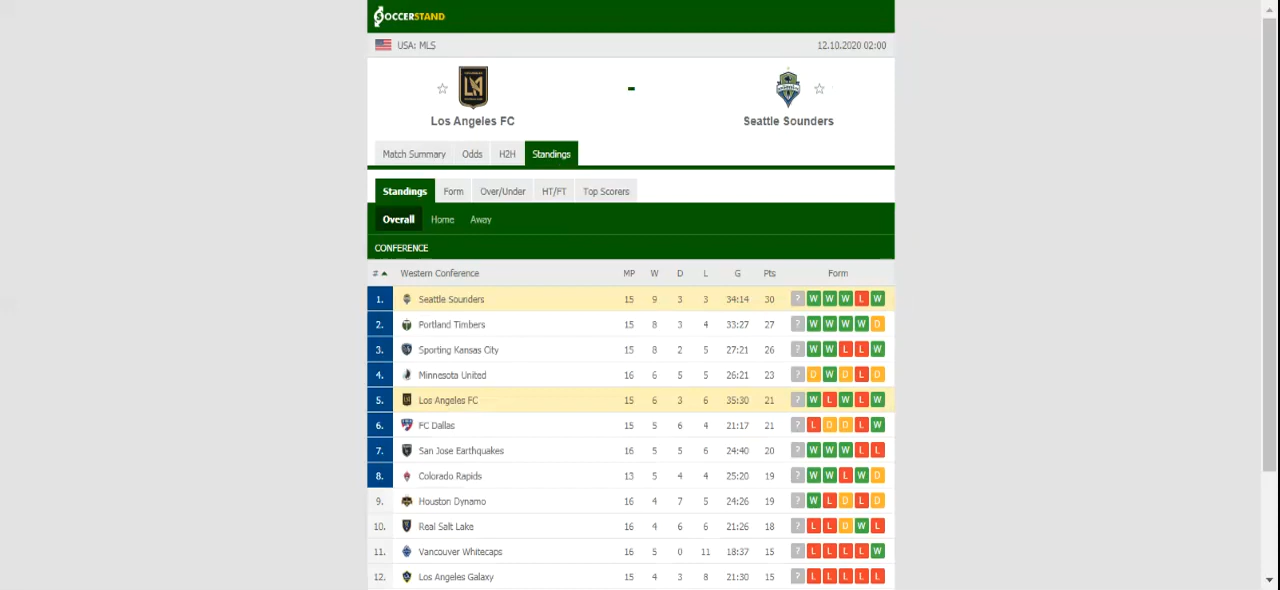 SOCCERSTAND
USA: MLS 12.10.2020 02:00
-
Los Angeles FC Seattle Sounders
Match Summary Odds H2H Standings
Standings Form Over/Under HT/FT Top Scorers
Overall Home Away
CONFERENCE
# Western Conference MP W D L G Pts Form
1. Seattle Sounders 15 9 3 3 34:14 30 ? W W W L W
2. Portland Timbers 15 8 3 4 33:27 27 ? W W W W D
3. Sporting Kansas City 15 8 2 5 27:21 26 ? W W L L W
4. Minnesota United 16 6 5 5 26:21 23 ? D W D L D
5. Los Angeles FC 15 6 3 6 35:30 21 ? W L W L W
6. FC Dallas 15 5 6 4 21:17 21 ? L D D L W
7. San Jose Earthquakes 16 5 5 6 24:40 20 ? W W W L L
8. Colorado Rapids 13 5 4 4 25:20 19 ? W W L W D
9. Houston Dynamo 16 4 7 5 24:26 19 ? W L D L D
10. Real Salt Lake 16 4 6 6 21:26 18 ? L L D W L
11. Vancouver Whitecaps 16 5 0 11 18:37 15 ? L L L L W
12. Los Angeles Galaxy 15 4 3 8 21:30 15 ? L L L L L